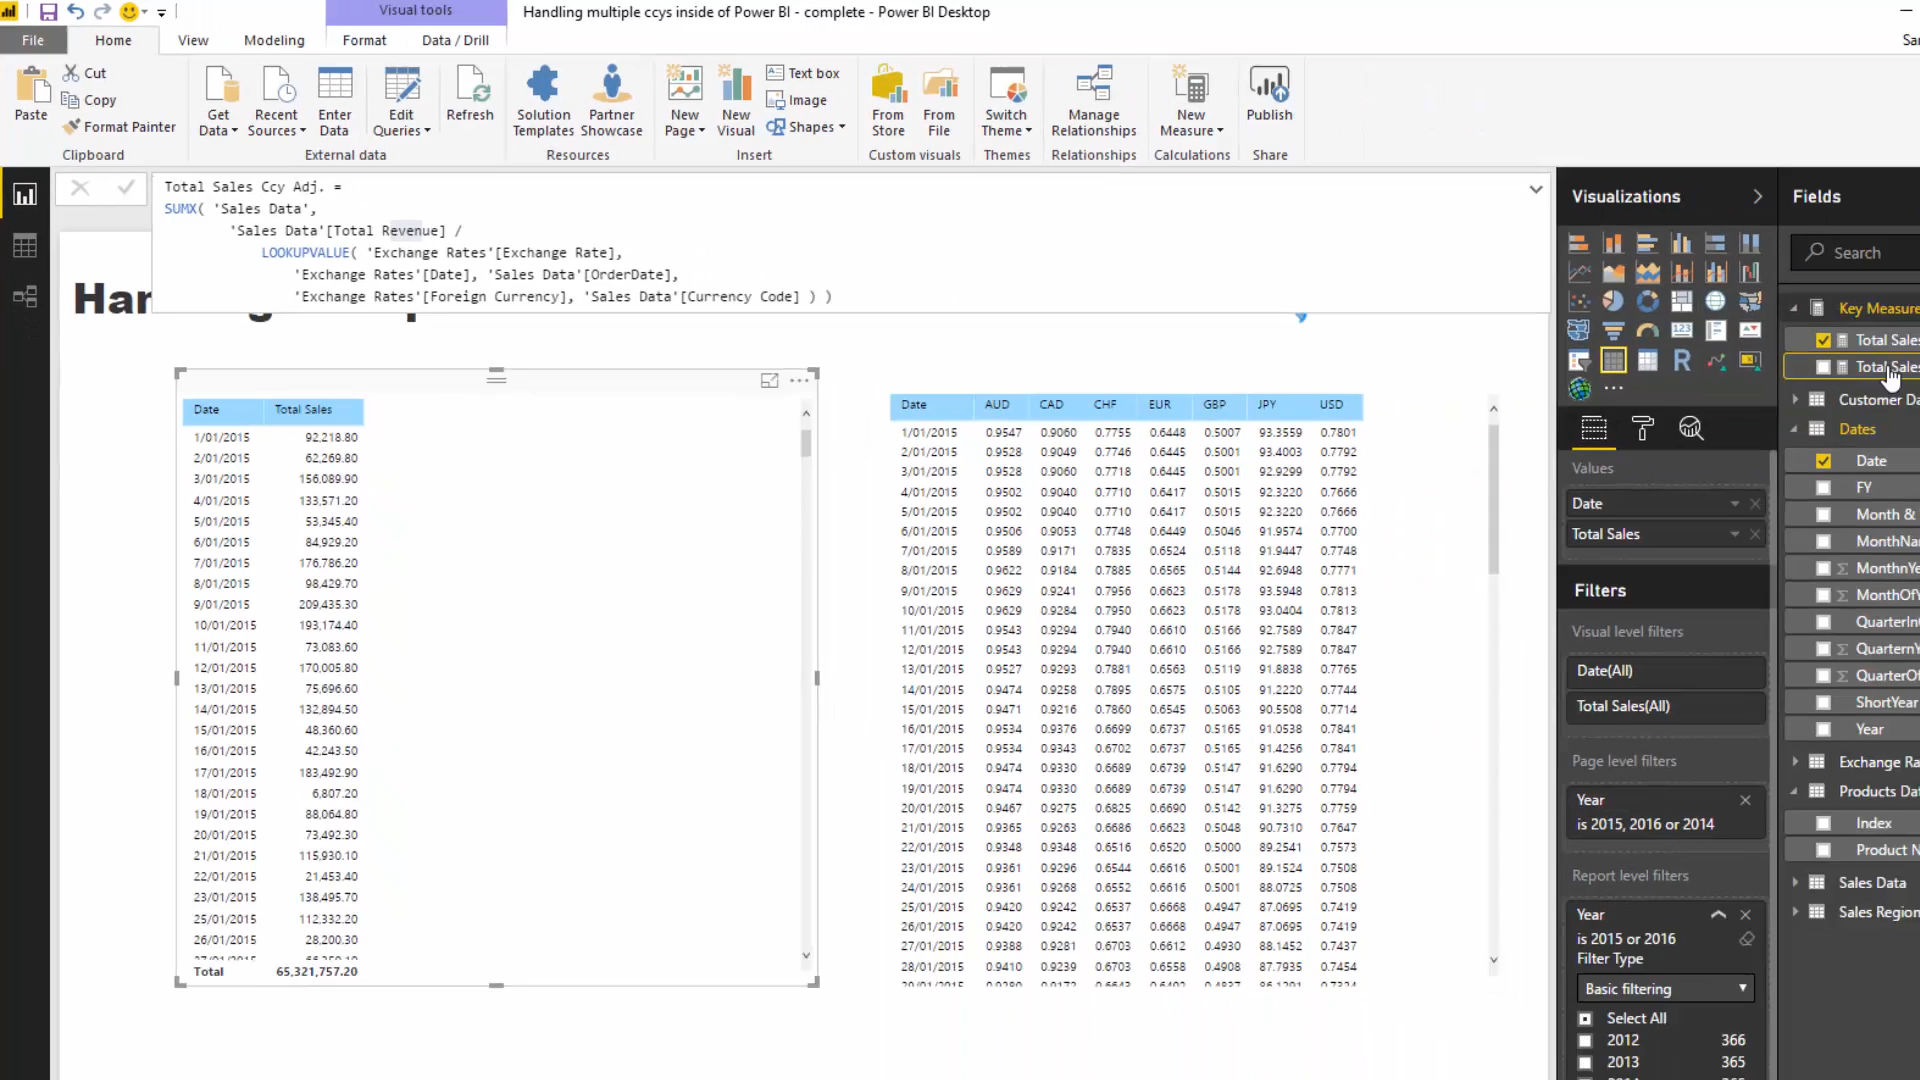 Visual tools
Handling multiple ccys inside of Power BI - complete - Power BI Desktop
File Home View Modeling Format Data / Drill
Paste
Cut
Copy
Format Painter
Clipboard
Get Data
Recent Sources
Enter Data
Edit Queries
Refresh
External data
Solution Templates
Partner Showcase
Resources
New Page
New Visual
Text box
Image
Shapes
Insert
From Store
From File
Custom visuals
Switch Theme
Themes
Manage Relationships
Relationships
New Measure
Calculations
Publish
Share
Total Sales Ccy Adj. =
SUMX( 'Sales Data',
'Sales Data'[Total Revenue] /
LOOKUPVALUE( 'Exchange Rates'[Exchange Rate],
'Exchange Rates'[Date], 'Sales Data'[OrderDate],
'Exchange Rates'[Foreign Currency], 'Sales Data'[Currency Code] ) )
Date Total Sales
1/01/2015 92,218.80
2/01/2015 62,269.80
3/01/2015 156,089.90
4/01/2015 133,571.20
5/01/2015 53,345.40
6/01/2015 84,929.20
7/01/2015 176,786.20
8/01/2015 98,429.70
9/01/2015 209,435.30
10/01/2015 193,174.40
11/01/2015 73,083.60
12/01/2015 170,005.80
13/01/2015 75,696.60
14/01/2015 132,894.50
15/01/2015 48,360.60
16/01/2015 42,243.50
17/01/2015 183,492.90
18/01/2015 6,807.20
19/01/2015 88,064.80
20/01/2015 73,492.30
21/01/2015 115,930.10
22/01/2015 21,453.40
23/01/2015 138,495.70
25/01/2015 112,332.20
26/01/2015 28,200.30
Total 65,321,757.20
Date AUD CAD CHF EUR GBP JPY USD
1/01/2015 0.9547 0.9060 0.7755 0.6448 0.5007 93.3559 0.7801
2/01/2015 0.9528 0.9049 0.7746 0.6445 0.5001 93.4003 0.7792
3/01/2015 0.9528 0.9060 0.7718 0.6445 0.5001 92.9299 0.7792
4/01/2015 0.9502 0.9040 0.7710 0.6417 0.5015 92.3220 0.7666
5/01/2015 0.9502 0.9040 0.7710 0.6417 0.5015 92.3220 0.7666
6/01/2015 0.9506 0.9053 0.7748 0.6449 0.5046 91.9574 0.7700
7/01/2015 0.9589 0.9171 0.7835 0.6524 0.5118 91.9447 0.7748
8/01/2015 0.9622 0.9184 0.7885 0.6565 0.5144 92.6948 0.7771
9/01/2015 0.9629 0.9241 0.7956 0.6623 0.5178 93.5948 0.7813
10/01/2015 0.9629 0.9284 0.7950 0.6623 0.5178 93.0404 0.7813
11/01/2015 0.9543 0.9294 0.7940 0.6610 0.5166 92.7589 0.7847
12/01/2015 0.9543 0.9294 0.7940 0.6610 0.5166 92.7589 0.7847
13/01/2015 0.9527 0.9293 0.7881 0.6563 0.5119 91.8838 0.7765
14/01/2015 0.9474 0.9258 0.7895 0.6575 0.5105 91.2220 0.7744
15/01/2015 0.9471 0.9216 0.7860 0.6545 0.5063 90.5508 0.7714
16/01/2015 0.9534 0.9376 0.6699 0.6737 0.5165 91.0538 0.7841
17/01/2015 0.9534 0.9343 0.6702 0.6737 0.5165 91.4256 0.7841
18/01/2015 0.9474 0.9330 0.6689 0.6739 0.5147 91.6290 0.7794
19/01/2015 0.9474 0.9330 0.6689 0.6739 0.5147 91.6290 0.7794
20/01/2015 0.9467 0.9275 0.6825 0.6690 0.5142 91.3275 0.7759
21/01/2015 0.9365 0.9263 0.6686 0.6623 0.5048 90.7310 0.7647
22/01/2015 0.9348 0.9348 0.6516 0.6520 0.5000 89.2541 0.7573
23/01/2015 0.9361 0.9296 0.6544 0.6616 0.5001 89.1524 0.7508
24/01/2015 0.9361 0.9268 0.6552 0.6616 0.5001 88.0725 0.7508
25/01/2015 0.9420 0.9242 0.6537 0.6668 0.4947 87.0695 0.7419
26/01/2015 0.9420 0.9242 0.6537 0.6668 0.4947 87.0695 0.7419
27/01/2015 0.9388 0.9281 0.6703 0.6612 0.4930 88.1452 0.7437
28/01/2015 0.9410 0.9239 0.6703 0.6558 0.4908 87.7935 0.7454
Visualizations
R
123
Values
Date
Total Sales
Filters
Visual level filters
Date(All)
Total Sales(All)
Page level filters
Year
is 2015, 2016 or 2014
Report level filters
Year
is 2015 or 2016
Filter Type
Basic filtering
Select All
2012 366
2013 365
Fields
Search
Key Measure
Total Sales
Total Sales
Customer Da
Dates
Date
FY
Month &
MonthNa
MonthnYe
MonthOfY
QuarterIn
QuarternY
QuarterOf
ShortYear
Year
Exchange Ra
Products Dat
Index
Product N
Sales Data
Sales Region